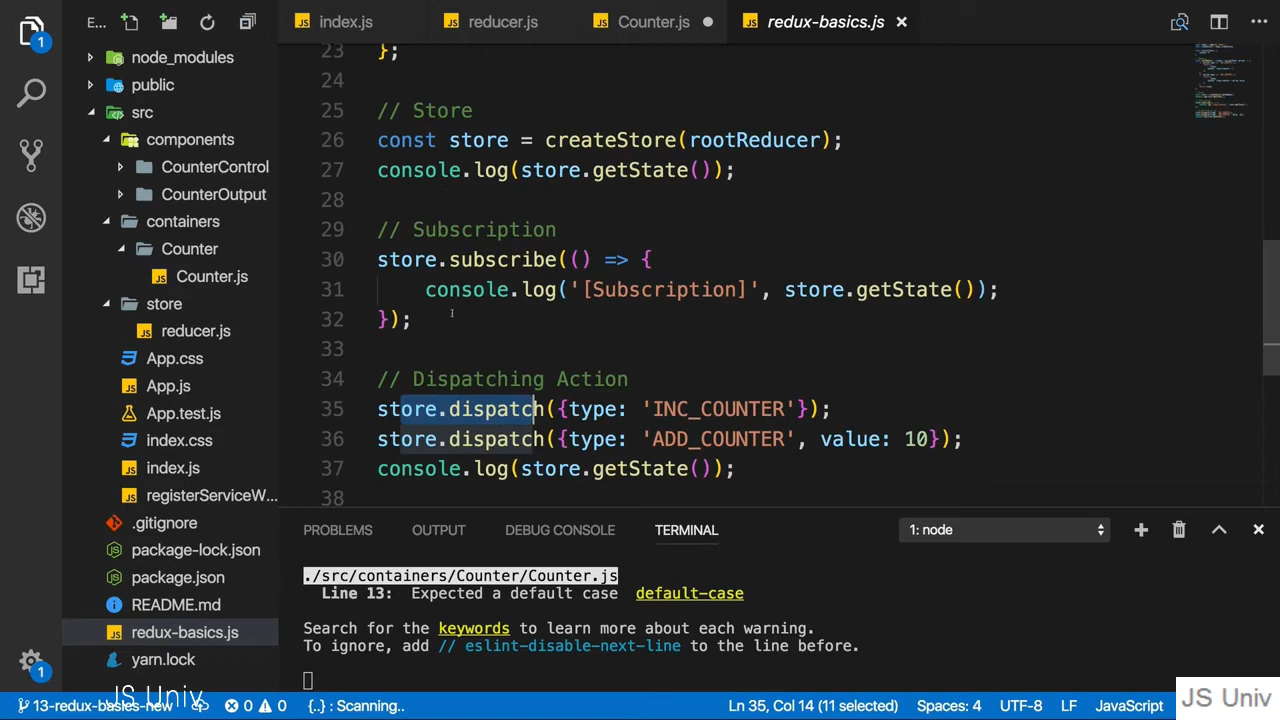 E...
index.js
reducer.js
Counter.js
redux-basics.js
1
node_modules
public
src
components
CounterControl
CounterOutput
containers
Counter
Counter.js
store
reducer.js
App.css
App.js
App.test.js
index.css
index.js
registerServiceW...
.gitignore
package-lock.json
package.json
README.md
redux-basics.js
yarn.lock
1
23 };
24
25 // Store
26 const store = createStore(rootReducer);
27 console.log(store.getState());
28
29 // Subscription
30 store.subscribe(() => {
31 console.log('[Subscription]', store.getState());
32 });
33
34 // Dispatching Action
35 store.dispatch({type: 'INC_COUNTER'});
36 store.dispatch({type: 'ADD_COUNTER', value: 10});
37 console.log(store.getState());
38
PROBLEMS OUTPUT DEBUG CONSOLE TERMINAL 1: node
./src/containers/Counter/Counter.js
Line 13: Expected a default case default-case
Search for the keywords to learn more about each warning.
To ignore, add // eslint-disable-next-line to the line before.
13-redux-basics-new 0 0 {..} : Scanning.. Ln 35, Col 14 (11 selected) Spaces: 4 UTF-8 LF JavaScript
JS Univ
JS Univ